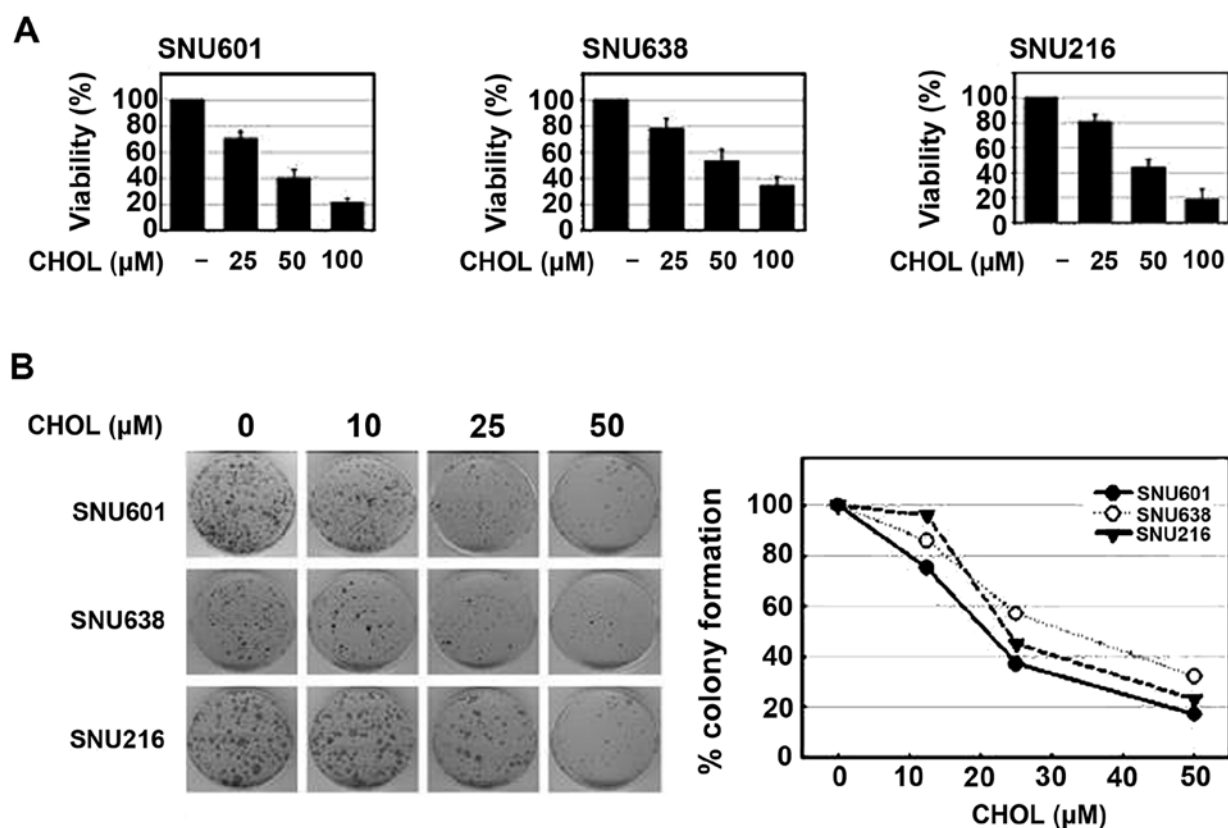 A
SNU601
Viability (%)
100
80
60
40
20
0
CHOL (µM) – 25 50 100
SNU638
Viability (%)
100
80
60
40
20
0
CHOL (µM) – 25 50 100
SNU216
Viability (%)
100
80
60
40
20
0
CHOL (µM) – 25 50 100
B
CHOL (µM) 0 10 25 50
SNU601
SNU638
SNU216
% colony formation
100
80
60
40
20
0
SNU601
SNU638
SNU216
0 10 20 30 40 50
CHOL (µM)